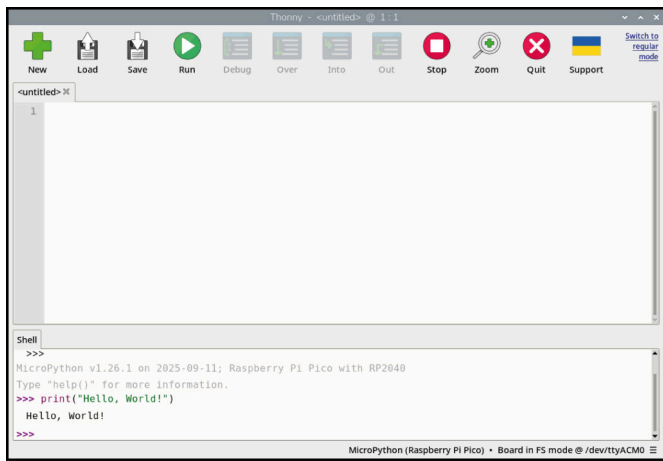 Thonny - <untitled> @ 1:1
New Load Save Run Debug Over Into Out Stop Zoom Quit Support
Switch to
regular
mode
<untitled>
1
Shell
>>>
MicroPython v1.26.1 on 2025-09-11; Raspberry Pi Pico with RP2040
Type "help()" for more information.
>>> print("Hello, World!")
Hello, World!
>>>
MicroPython (Raspberry Pi Pico) • Board in FS mode @ /dev/ttyACM0 ☰